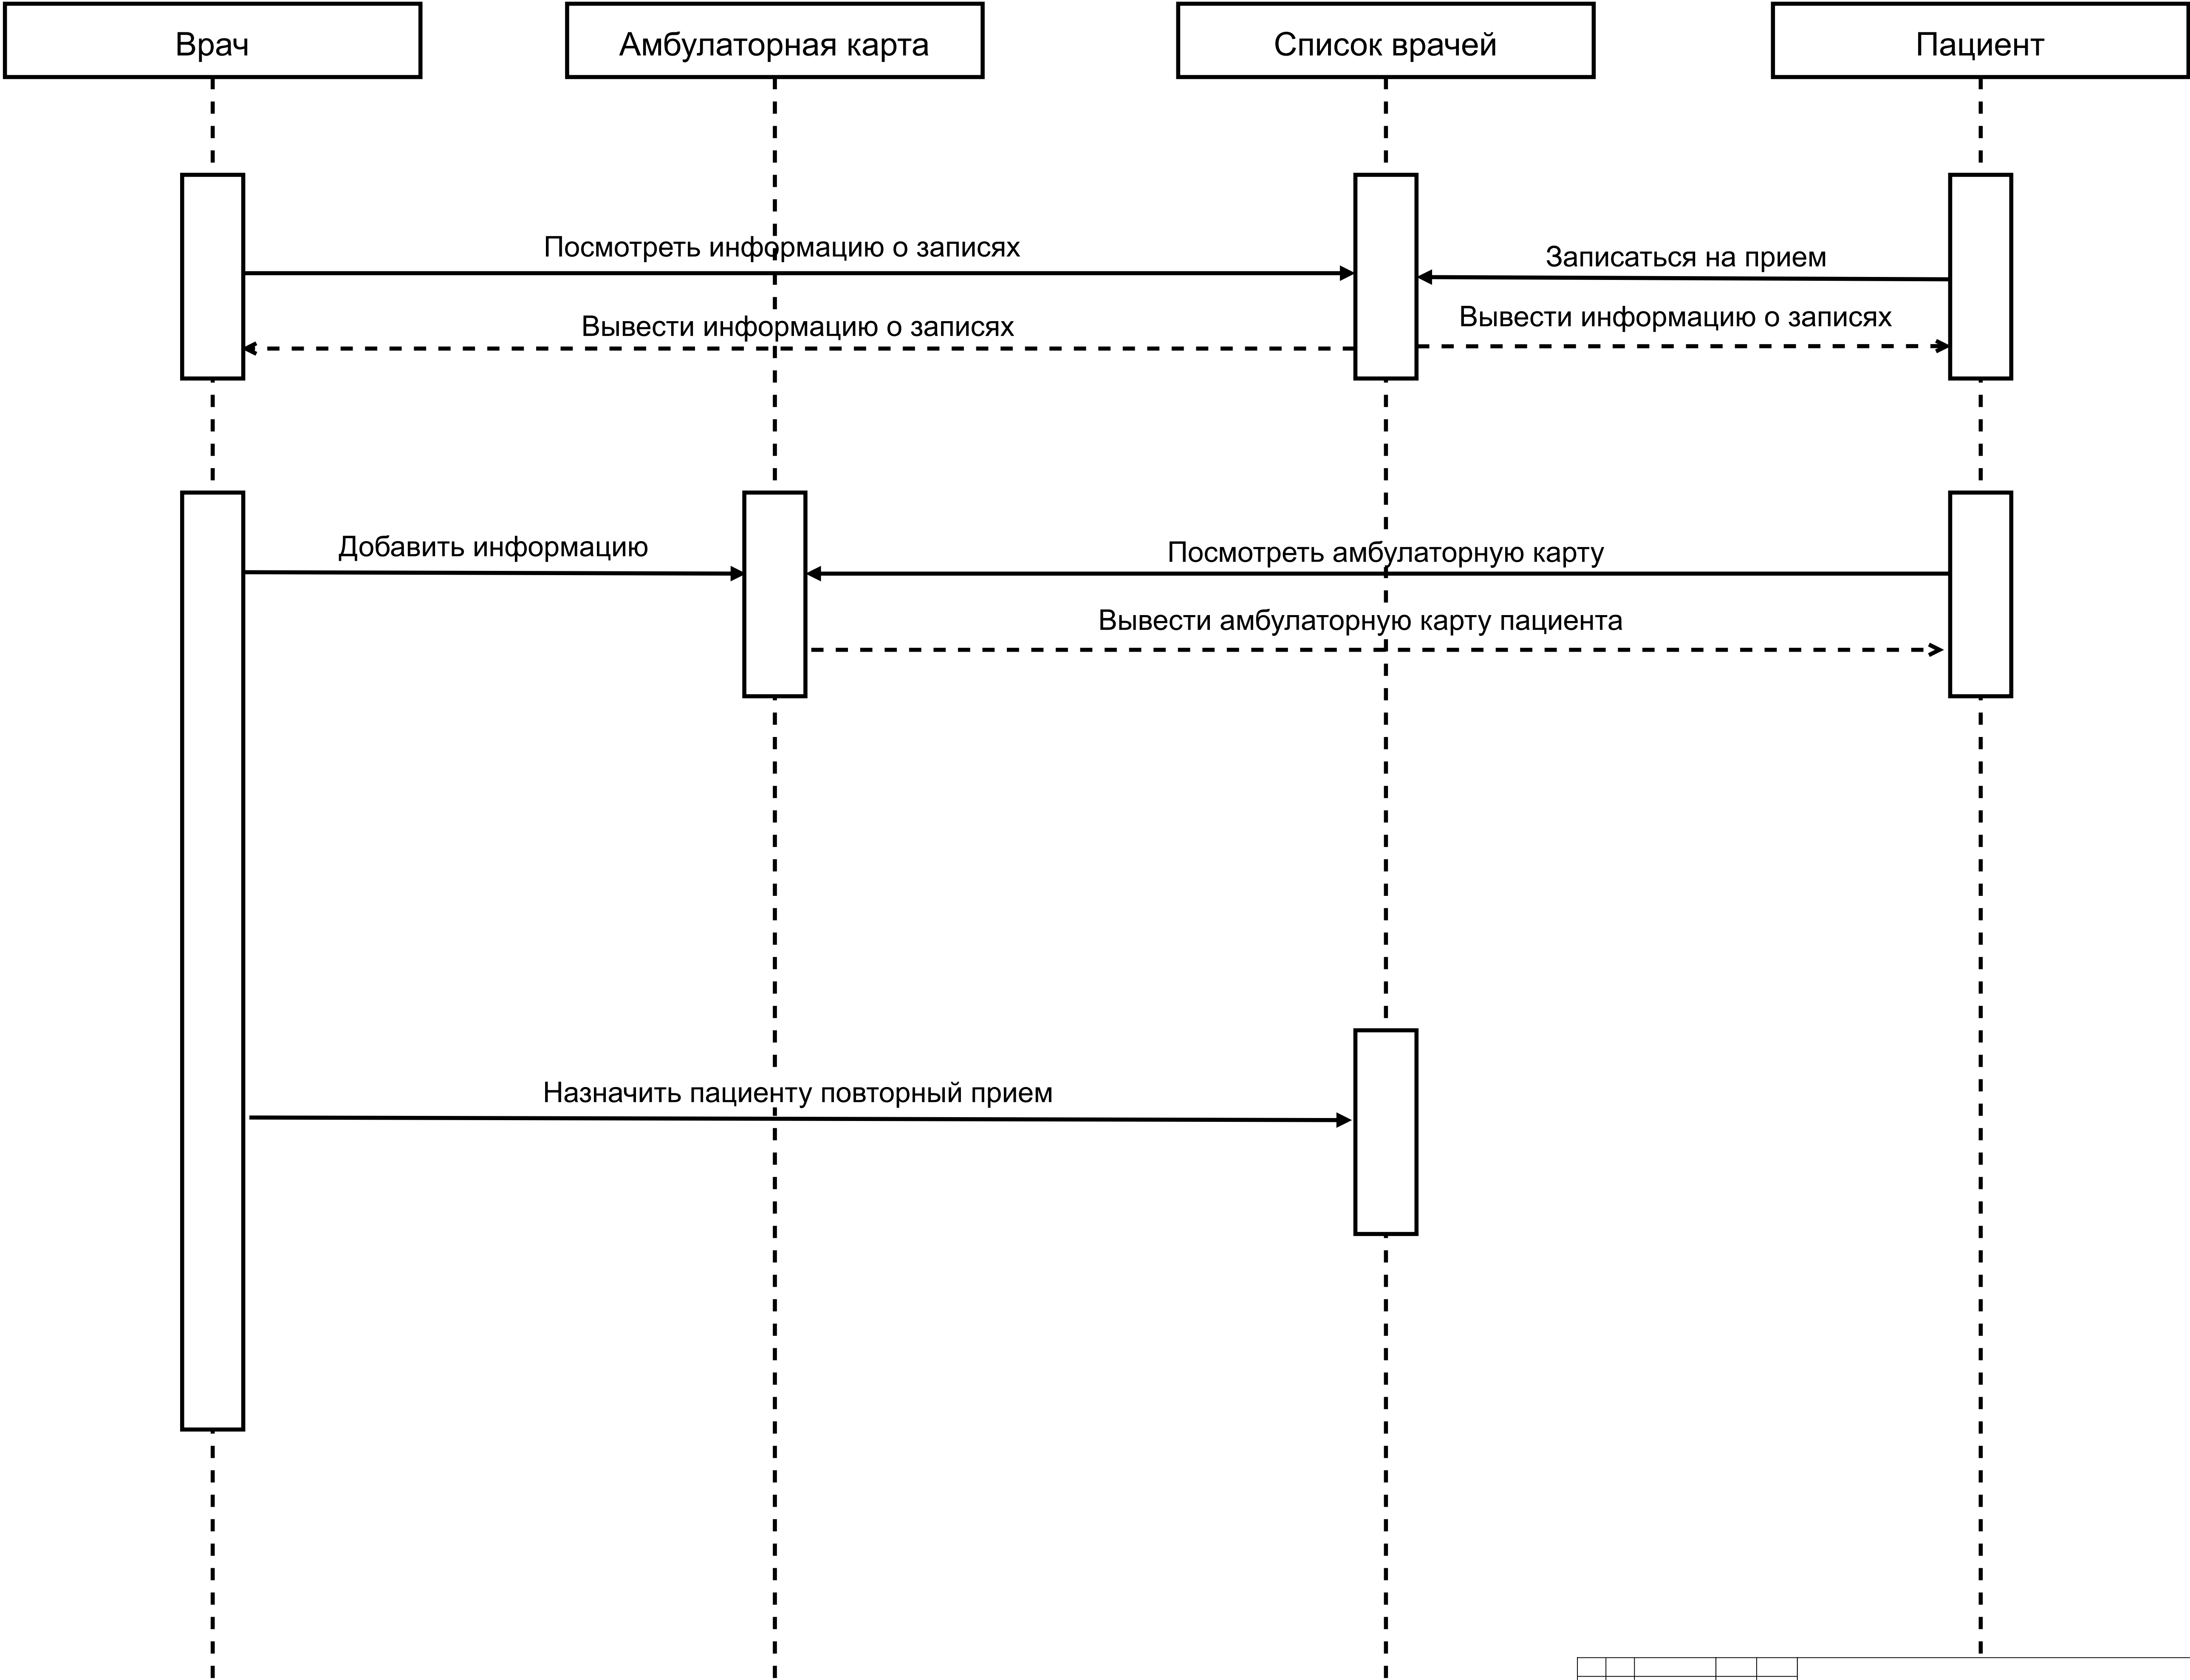 Врач
Амбулаторная карта
Список врачей
Пациент
Посмотреть информацию о записях
Записаться на прием
Вывести информацию о записях
Вывести информацию о записях
Добавить информацию
Посмотреть амбулаторную карту
Вывести амбулаторную карту пациента
Назначить пациенту повторный прием